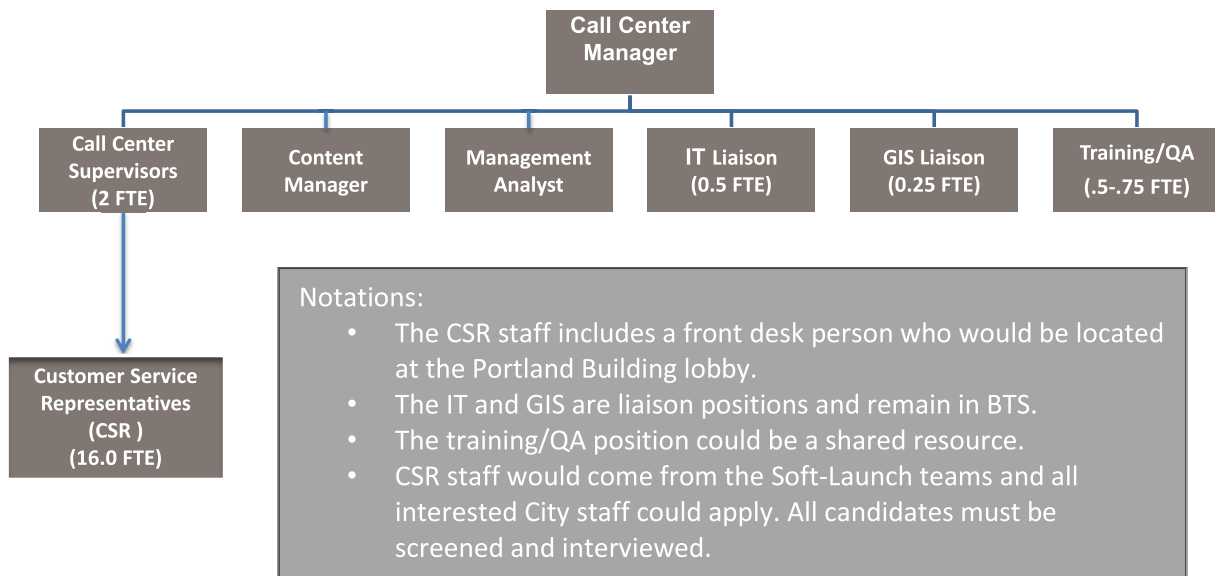 Call Center
Manager
Call Center
Supervisors
(2 FTE)
Content
Manager
Management
Analyst
IT Liaison
(0.5 FTE)
GIS Liaison
(0.25 FTE)
Training/QA
(.5-.75 FTE)
Customer Service
Representatives
(CSR )
(16.0 FTE)
Notations:
• The CSR staff includes a front desk person who would be located
at the Portland Building lobby.
• The IT and GIS are liaison positions and remain in BTS.
• The training/QA position could be a shared resource.
• CSR staff would come from the Soft-Launch teams and all
interested City staff could apply. All candidates must be
screened and interviewed.